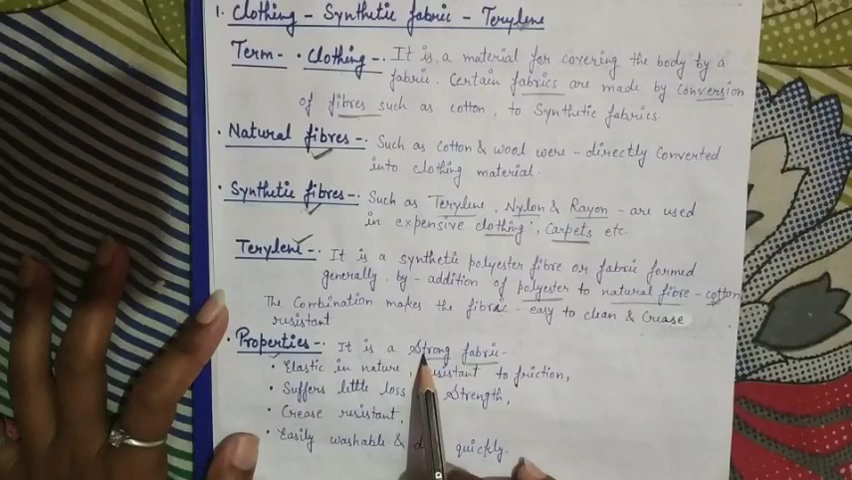 1. Clothing - Synthetic fabric - Terylene
Term - • Clothing -. It is a material for covering the body by a
fabric. Certain fabrics are made by conversion
of fibres such as cotton, to Synthetic fabrics.
• Natural fibres -. Such as cotton & wool were - directly converted
into clothing material.
• Synthetic fibres -. Such as Terylene, Nylon & Rayon - are used
in expensive clothing, Carpets etc.
Terylene -. It is a synthetic polyester fibre or fabric formed
generally by - addition of polyester to natural fibre - cotton
The Combination makes the fibric - easy to clean & Crease
resistant
• Properties -. It is a Strong fabric -
• Elastic in nature, resistant to friction,
• Suffers little loss Strength,
• Crease resistant,
• Easily washable & quickly.